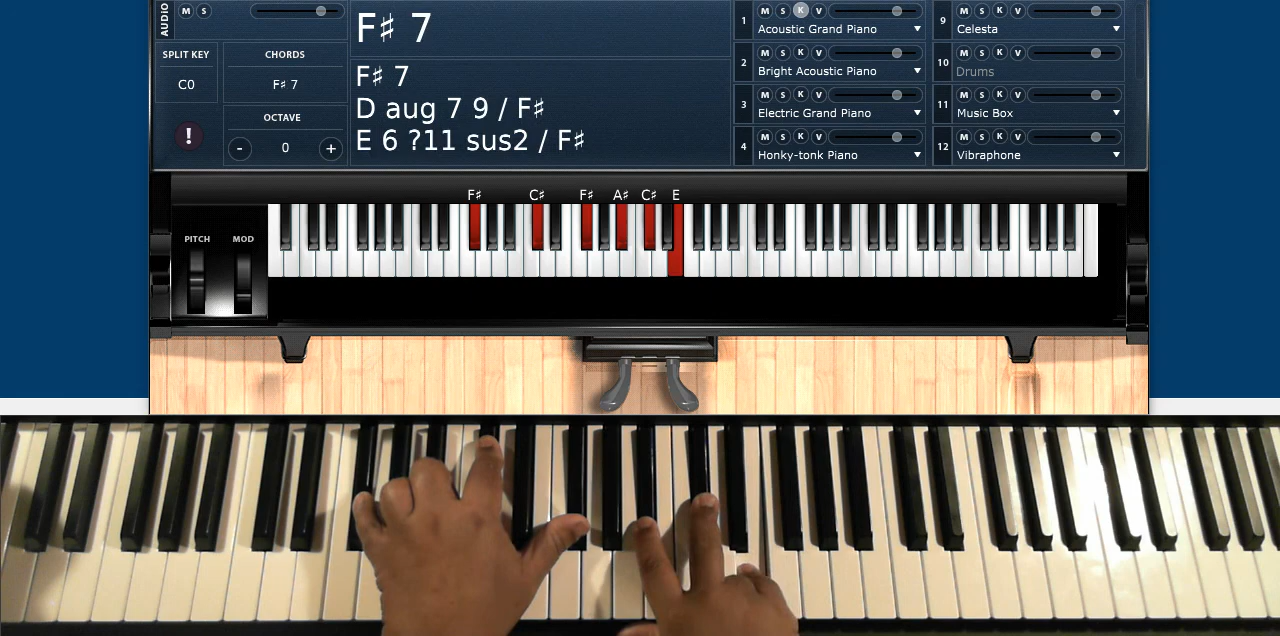 AUDIO
M S
SPLIT KEY
C0
!
CHORDS
F♯ 7
OCTAVE
- 0 +
F♯ 7
F♯ 7
D aug 7 9 / F♯
E 6 ?11 sus2 / F♯
1 M S K V
Acoustic Grand Piano
2 M S K V
Bright Acoustic Piano
3 M S K V
Electric Grand Piano
4 M S K V
Honky-tonk Piano
9 M S K V
Celesta
10 M S K V
Drums
11 M S K V
Music Box
12 M S K V
Vibraphone
F♯ C♯ F♯ A♯ C♯ E
PITCH MOD